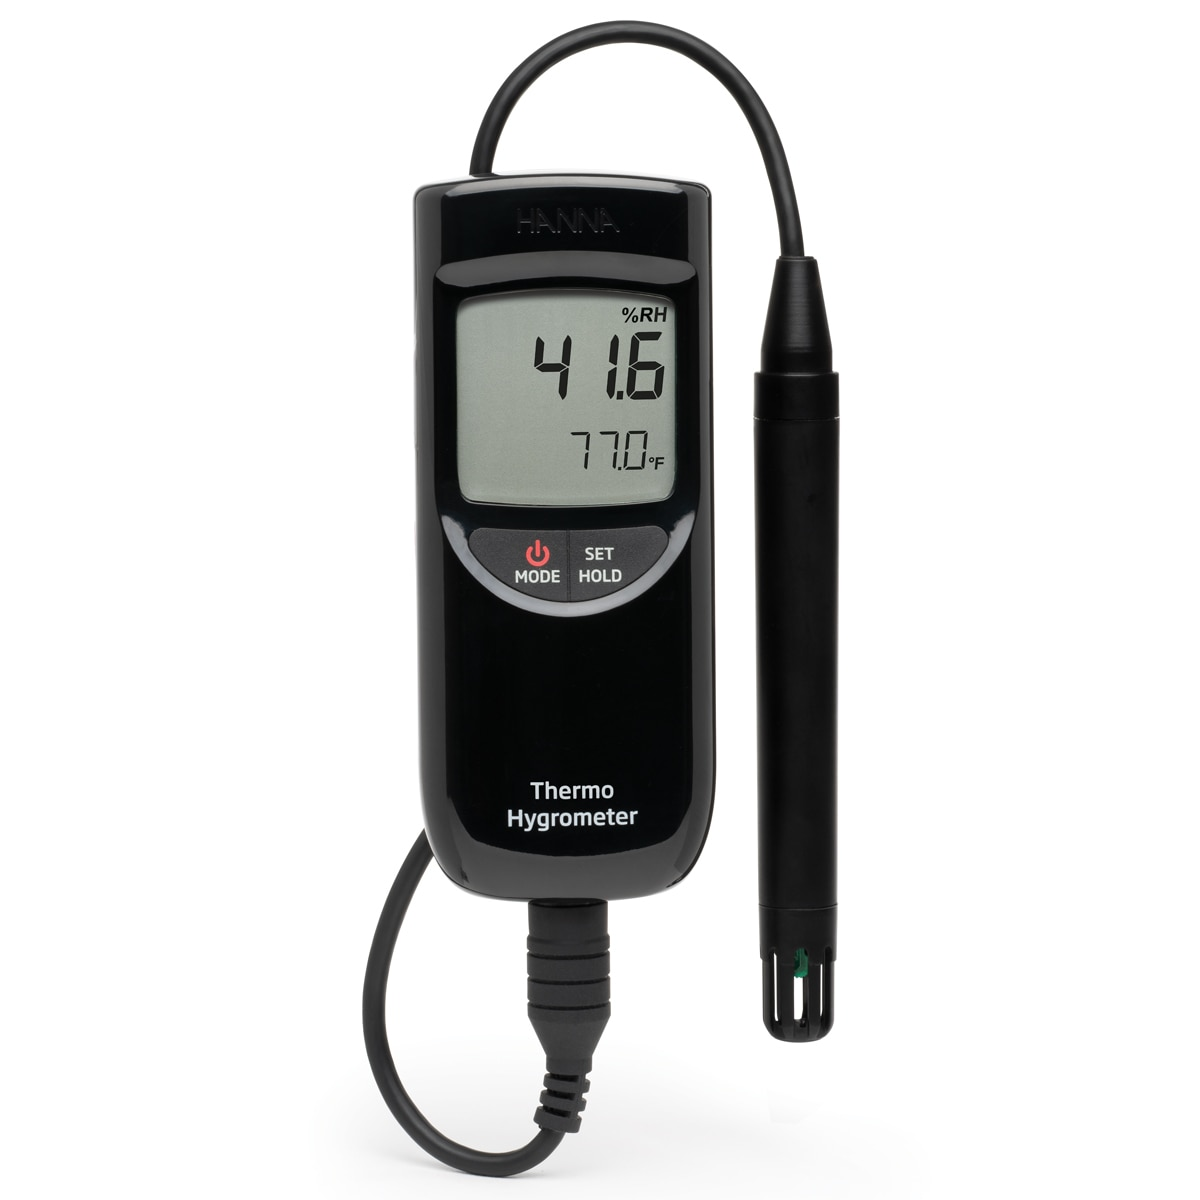 HANNA
%RH
41.6
77.0°F
MODE
SET
HOLD
Thermo
Hygrometer